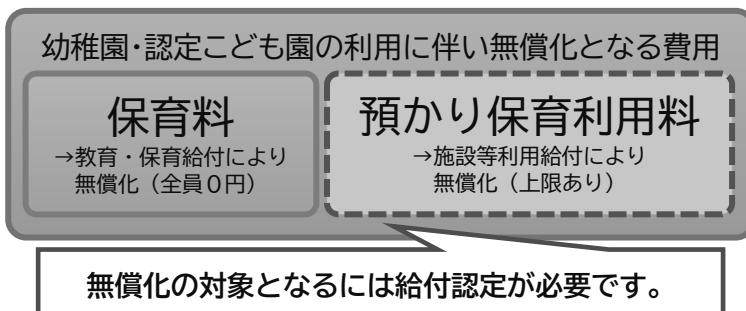 幼稚園・認定こども園の利用に伴い無償化となる費用
保育料
→教育・保育給付により
無償化（全員０円）
預かり保育利用料
→施設等利用給付により
無償化（上限あり）
無償化の対象となるには給付認定が必要です。